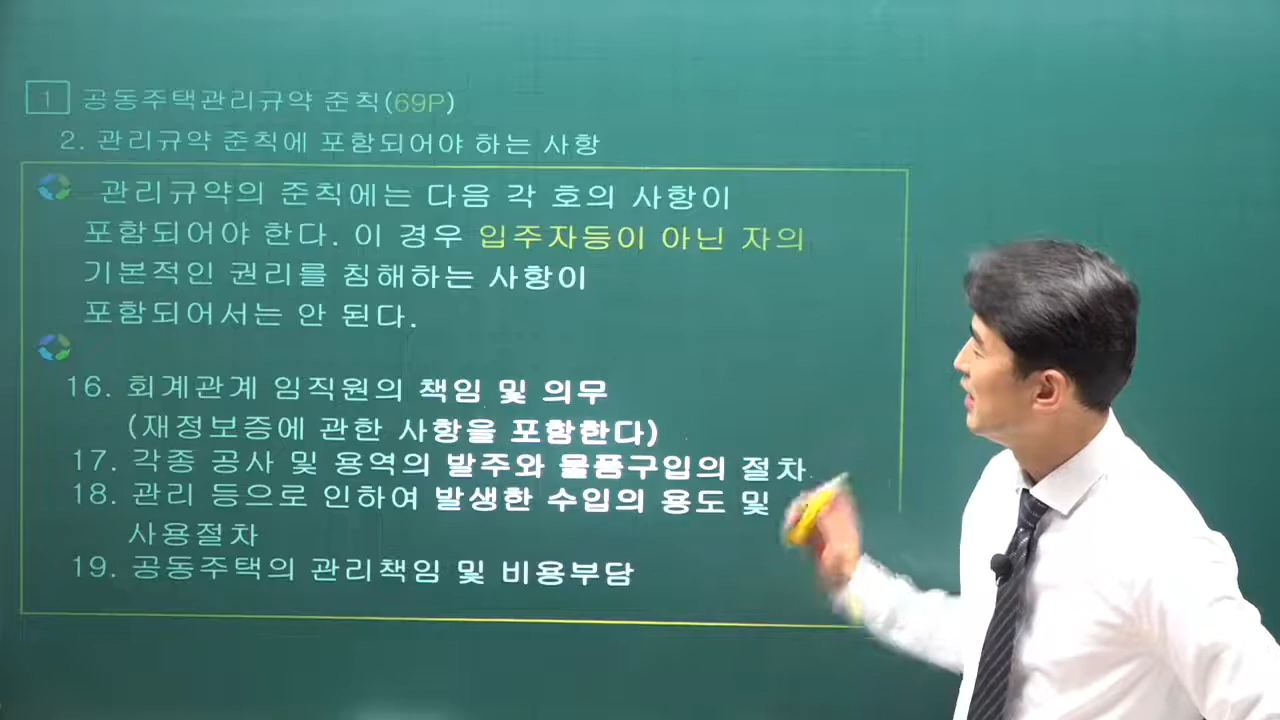 1 공동주택관리규약 준칙(69P)
2. 관리규약 준칙에 포함되어야 하는 사항
관리규약의 준칙에는 다음 각 호의 사항이
포함되어야 한다. 이 경우 입주자등이 아닌 자의
기본적인 권리를 침해하는 사항이
포함되어서는 안 된다.
16. 회계관계 임직원의 책임 및 의무
(재정보증에 관한 사항을 포함한다)
17. 각종 공사 및 용역의 발주와 물품구입의 절차
18. 관리 등으로 인하여 발생한 수입의 용도 및
사용절차
19. 공동주택의 관리책임 및 비용부담